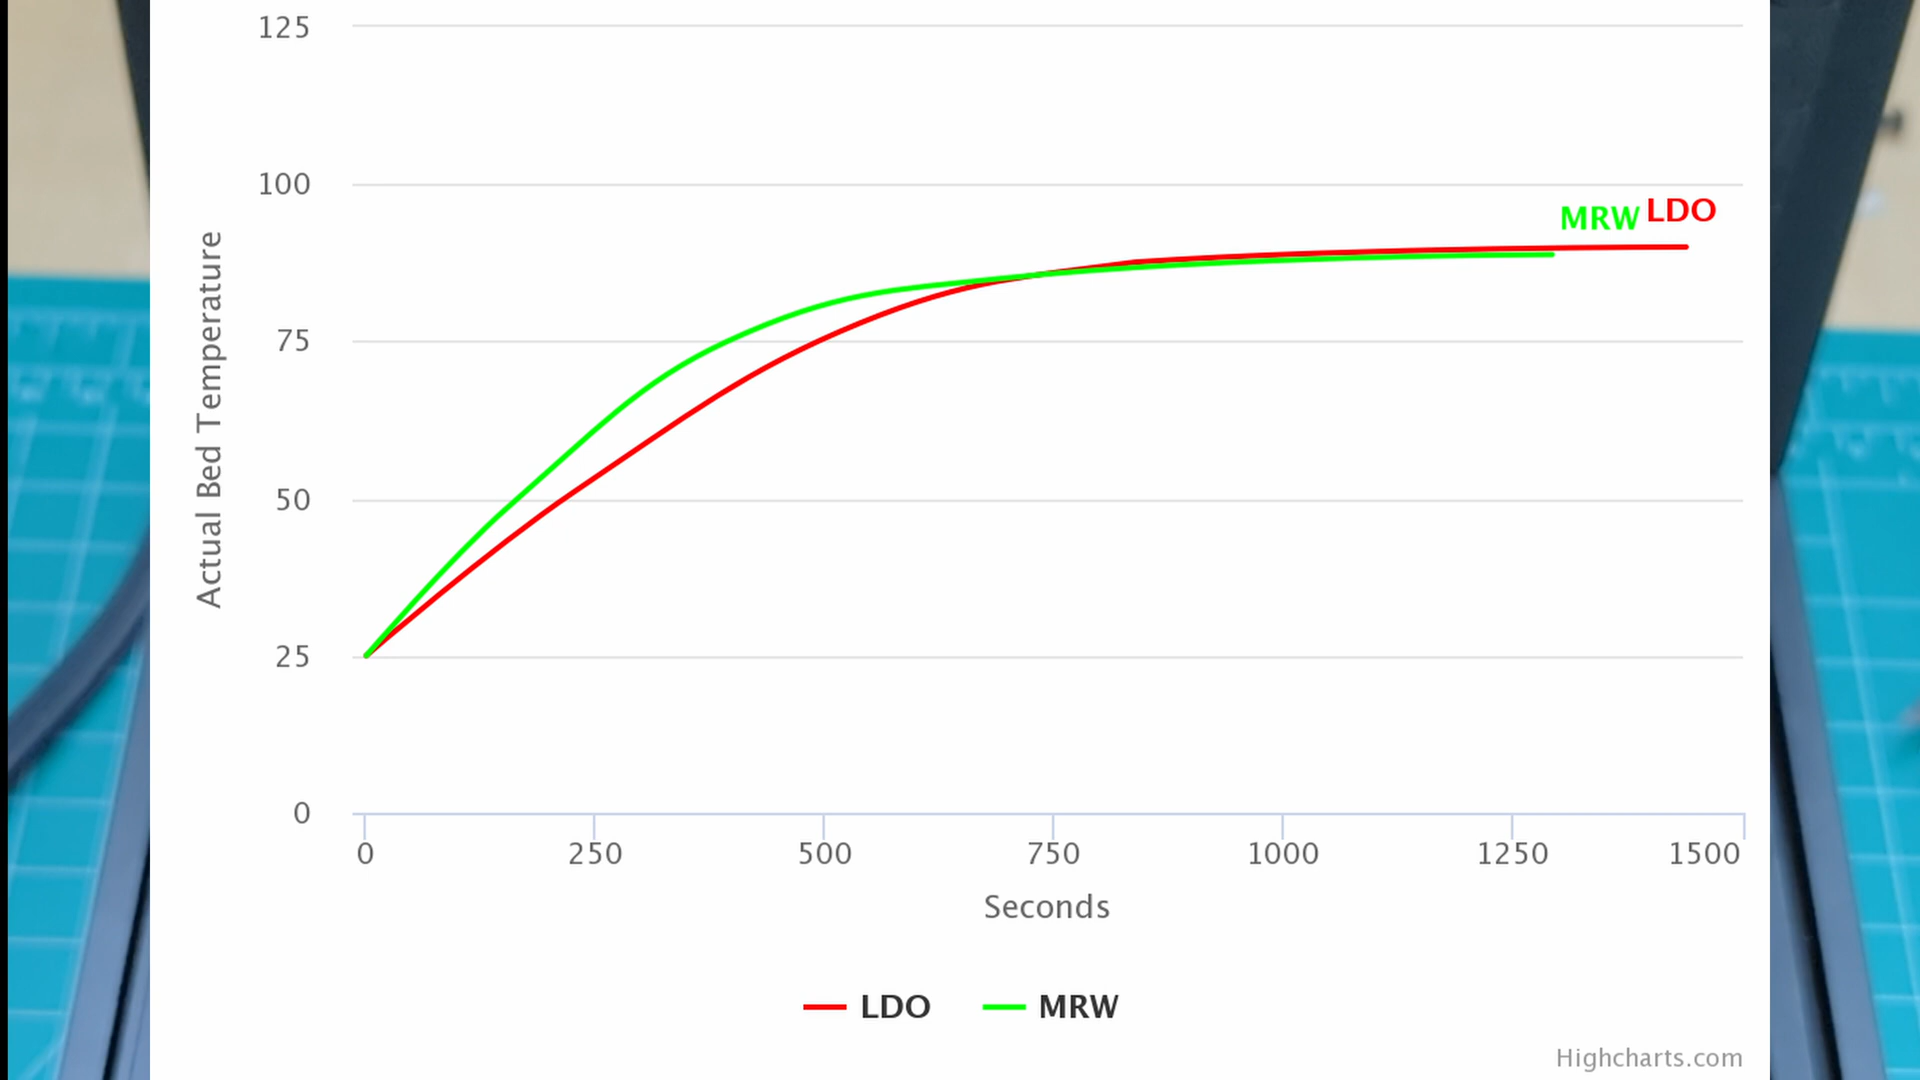 125
100
75
50
25
0
Actual Bed Temperature
MRW
LDO
0 250 500 750 1000 1250 1500
Seconds
LDO MRW
Highcharts.com